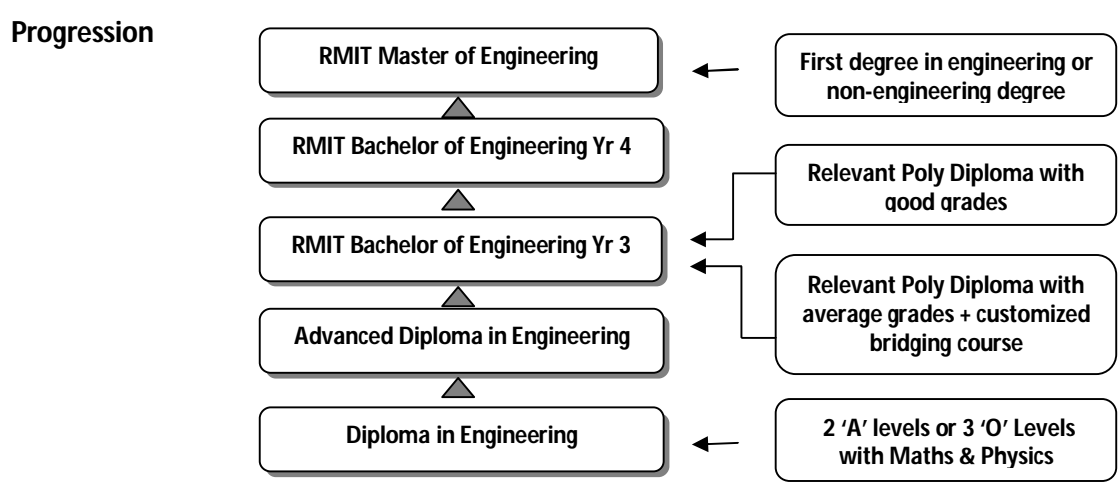 Progression
RMIT Master of Engineering
First degree in engineering or
non-engineering degree
RMIT Bachelor of Engineering Yr 4
Relevant Poly Diploma with
good grades
RMIT Bachelor of Engineering Yr 3
Relevant Poly Diploma with
average grades + customized
bridging course
Advanced Diploma in Engineering
Diploma in Engineering
2 ‘A’ levels or 3 ‘O’ Levels
with Maths & Physics